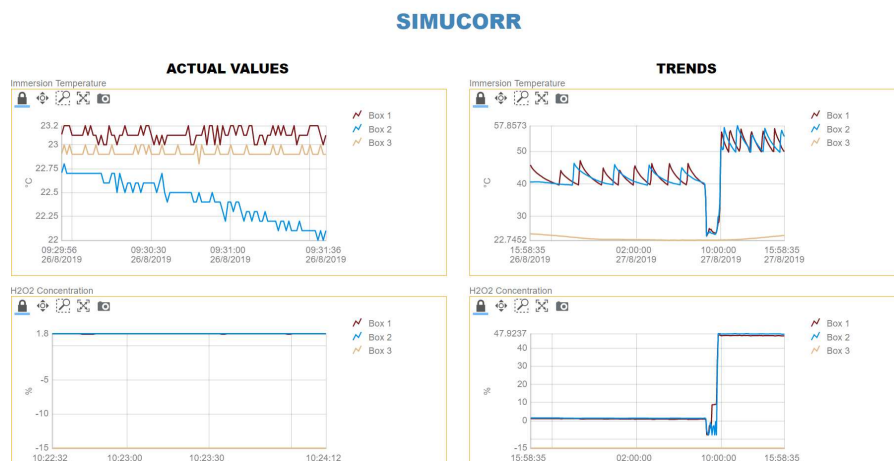 SIMUCORR
ACTUAL VALUES
Immersion Temperature
Box 1
Box 2
Box 3
23.2
23
22.75
22.5
22.25
22
°C
09:29:56 09:30:30 09:31:00 09:31:36
26/8/2019 26/8/2019 26/8/2019 26/8/2019
H2O2 Concentration
Box 1
Box 2
Box 3
1.8
-5
-10
-15
%
10:22:32 10:23:00 10:23:30 10:24:12
TRENDS
Immersion Temperature
Box 1
Box 2
Box 3
57.8573
50
40
30
22.7452
°C
15:58:35 02:00:00 10:00:00 15:58:35
26/8/2019 27/8/2019 27/8/2019 27/8/2019
H2O2 Concentration
Box 1
Box 2
Box 3
47.9237
40
30
20
10
0
-15
%
15:58:35 02:00:00 10:00:00 15:58:35